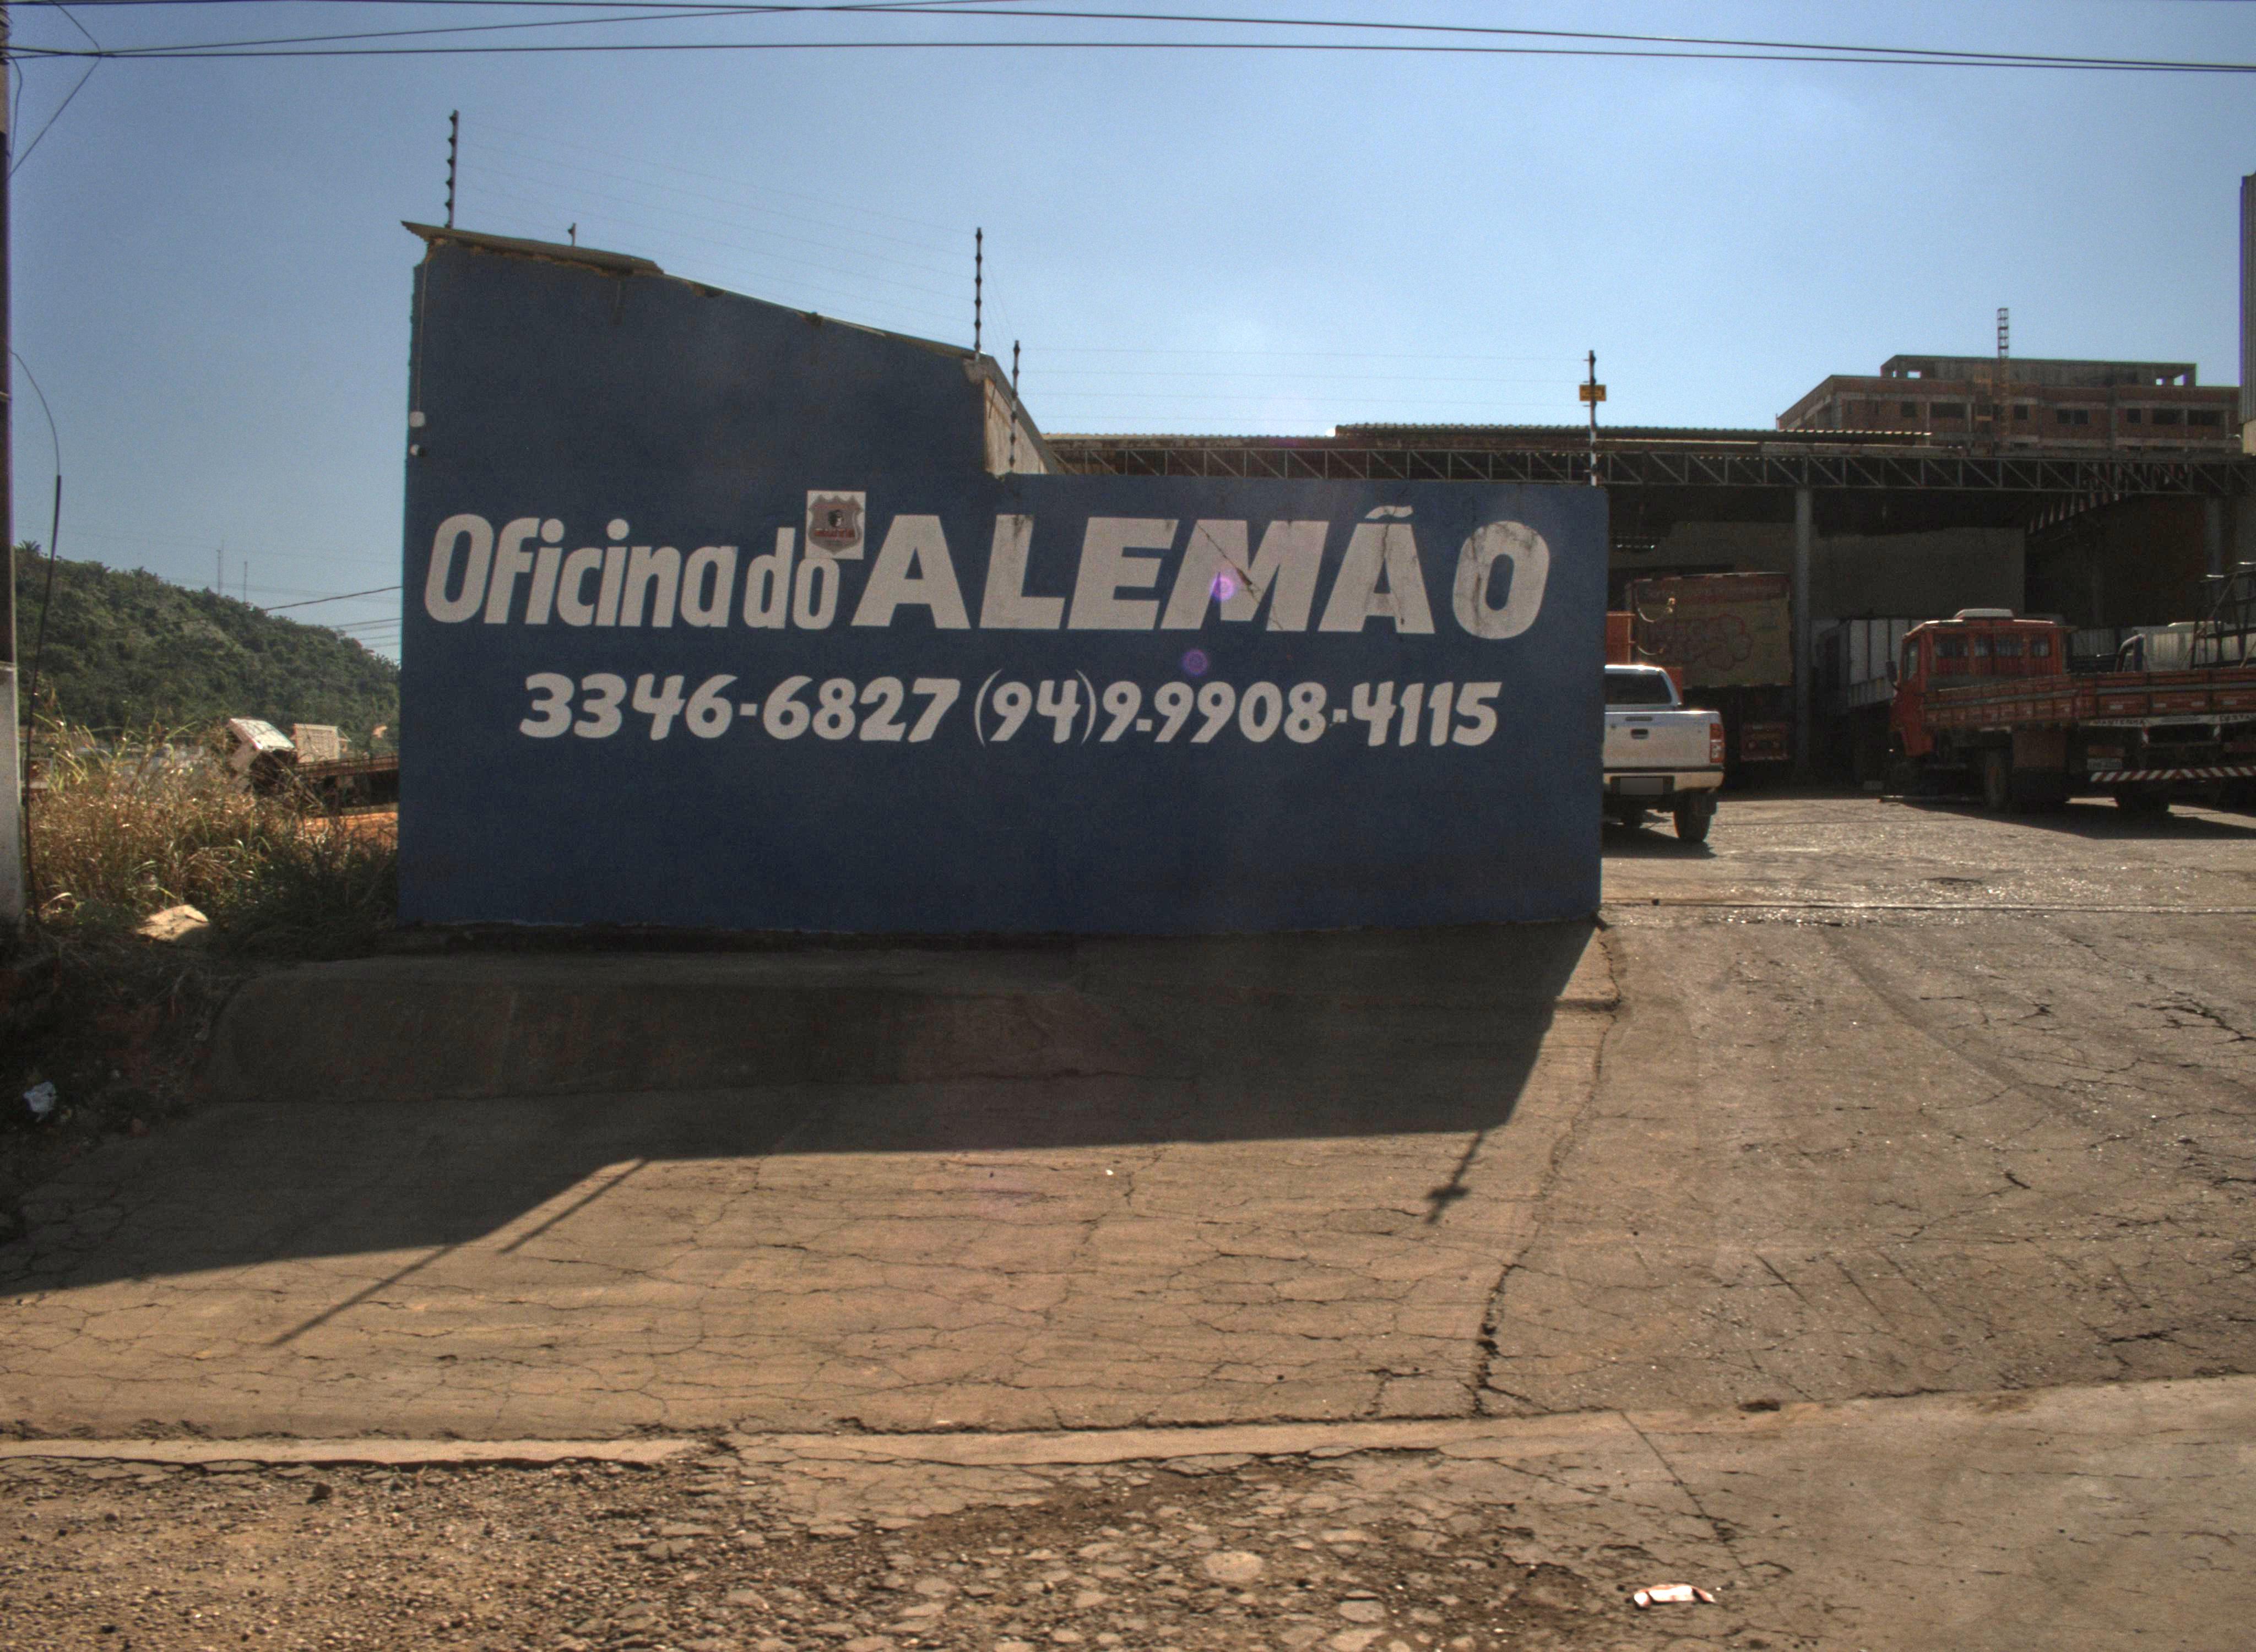 Oficina do ALEMÃO
3346-6827 (94) 9.9908-4115